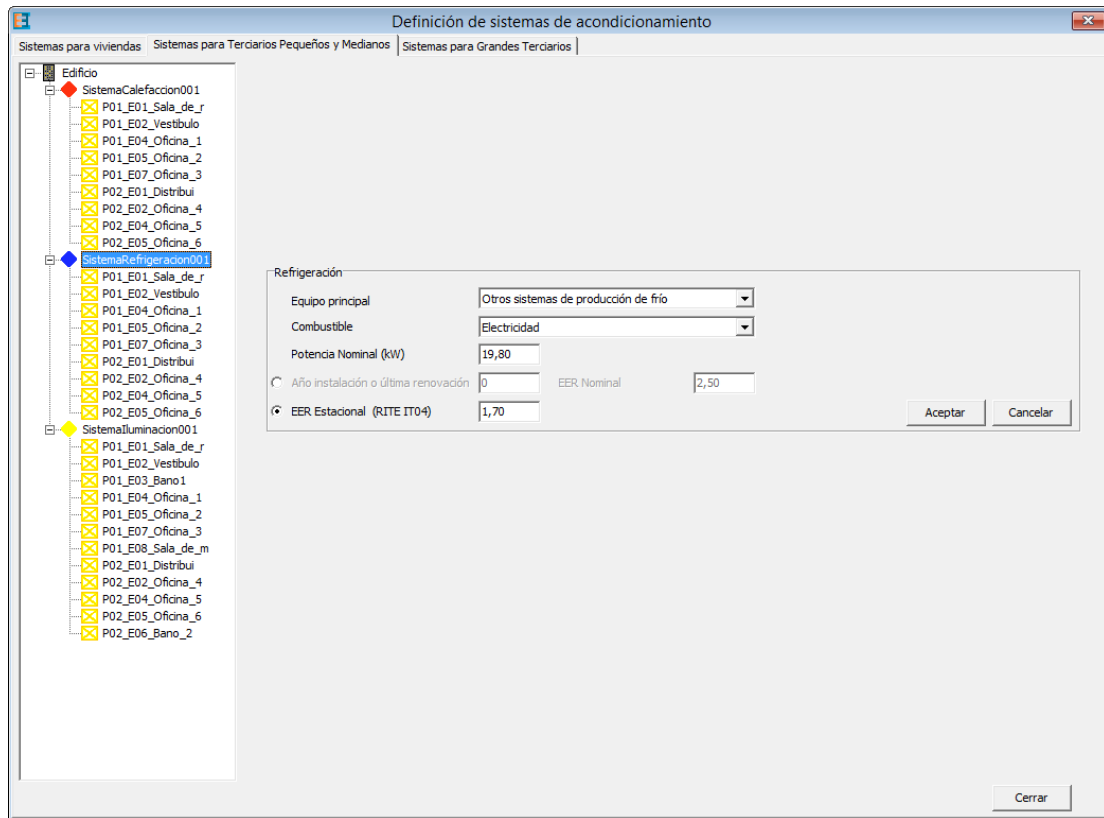 Definición de sistemas de acondicionamiento
Sistemas para viviendas Sistemas para Terciarios Pequeños y Medianos Sistemas para Grandes Terciarios
Edificio
SistemaCalefaccion001
P01_E01_Sala_de_r
P01_E02_Vestibulo
P01_E04_Oficina_1
P01_E05_Oficina_2
P01_E07_Oficina_3
P02_E01_Distribui
P02_E02_Oficina_4
P02_E04_Oficina_5
P02_E05_Oficina_6
SistemaRefrigeracion001
P01_E01_Sala_de_r
P01_E02_Vestibulo
P01_E04_Oficina_1
P01_E05_Oficina_2
P01_E07_Oficina_3
P02_E01_Distribui
P02_E02_Oficina_4
P02_E04_Oficina_5
P02_E05_Oficina_6
SistemaIluminacion001
P01_E01_Sala_de_r
P01_E02_Vestibulo
P01_E03_Bano1
P01_E04_Oficina_1
P01_E05_Oficina_2
P01_E07_Oficina_3
P01_E08_Sala_de_m
P02_E01_Distribui
P02_E02_Oficina_4
P02_E04_Oficina_5
P02_E05_Oficina_6
P02_E06_Bano_2
Refrigeración
Equipo principal Otros sistemas de producción de frío
Combustible Electricidad
Potencia Nominal (kW) 19,80
Año instalación o última renovación 0 EER Nominal 2,50
EER Estacional (RITE IT04) 1,70
Aceptar Cancelar
Cerrar